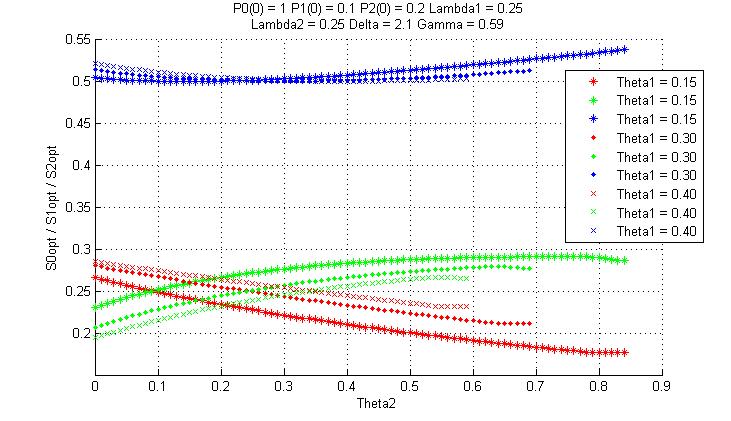 P0(0) = 1 P1(0) = 0.1 P2(0) = 0.2 Lambda1 = 0.25
Lambda2 = 0.25 Delta = 2.1 Gamma = 0.59
S0opt / S1opt / S2opt
0.55
0.5
0.45
0.4
0.35
0.3
0.25
0.2
Theta1 = 0.15
Theta1 = 0.15
Theta1 = 0.15
Theta1 = 0.30
Theta1 = 0.30
Theta1 = 0.30
Theta1 = 0.40
Theta1 = 0.40
Theta1 = 0.40
0 0.1 0.2 0.3 0.4 0.5 0.6 0.7 0.8 0.9
Theta2